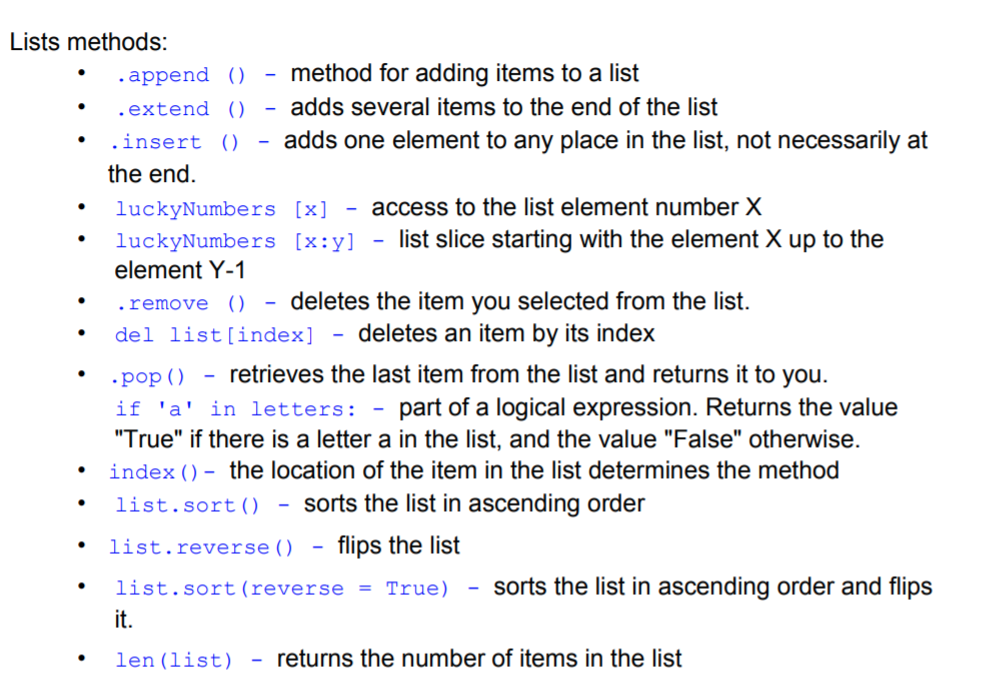 Lists methods:
• .append () - method for adding items to a list
• .extend () - adds several items to the end of the list
• .insert () - adds one element to any place in the list, not necessarily at
the end.
• luckyNumbers [x] - access to the list element number X
• luckyNumbers [x:y] - list slice starting with the element X up to the
element Y-1
• .remove () - deletes the item you selected from the list.
• del list[index] - deletes an item by its index
• .pop() - retrieves the last item from the list and returns it to you.
if 'a' in letters: - part of a logical expression. Returns the value
"True" if there is a letter a in the list, and the value "False" otherwise.
• index()- the location of the item in the list determines the method
• list.sort() - sorts the list in ascending order
• list.reverse() - flips the list
• list.sort(reverse = True) - sorts the list in ascending order and flips
it.
• len(list) - returns the number of items in the list